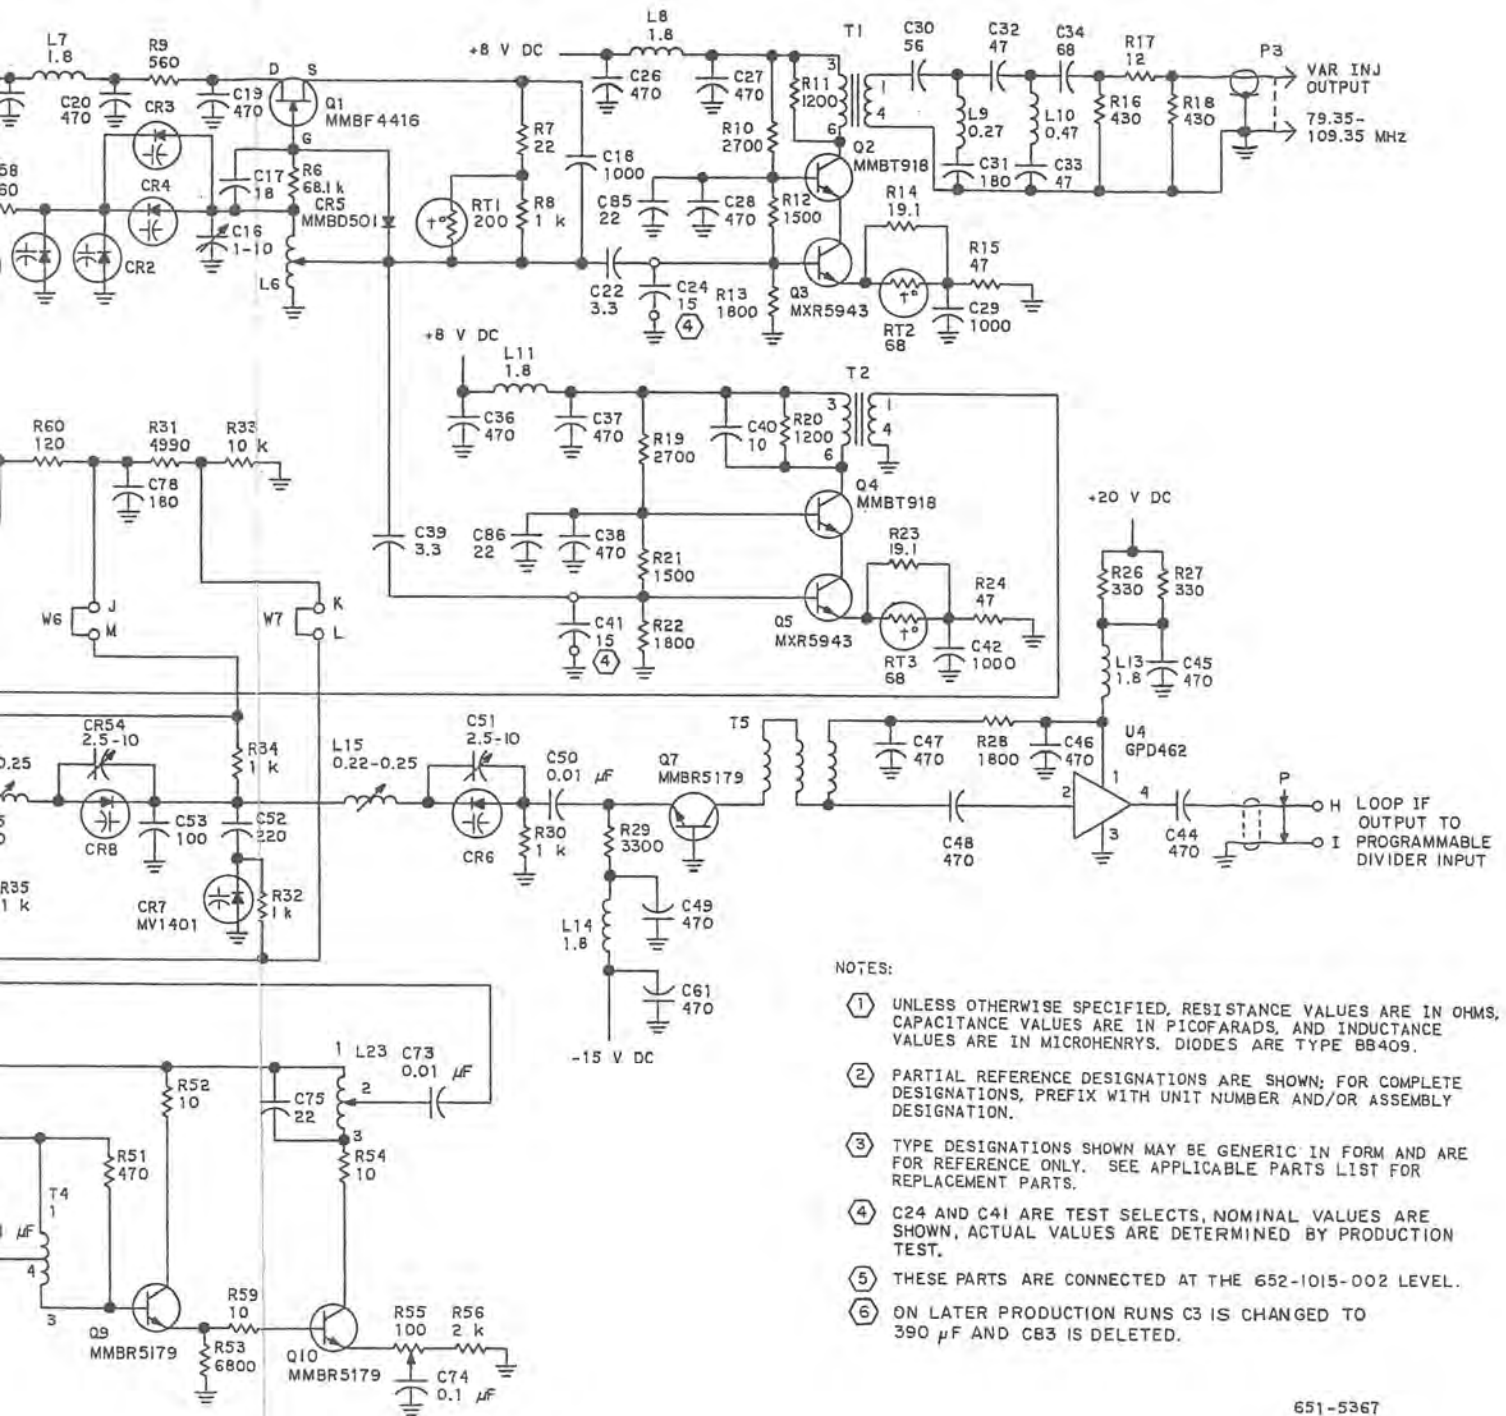 L7
1.8
R9
560
C20
470
CR3
C19
470
D
S
Q1
MMBF4416
G
CR4
C17
18
R6
68.1 k
CR5
MMBD501
C16
1-10
L6
CR2
58
60
+8 V DC
L8
1.8
C26
470
C27
470
R7
22
C18
1000
RT1
200
t°
R8
1 k
R10
2700
R11
1200
T1
3
6
1
4
C85
22
C28
470
R12
1500
Q2
MMBT918
C22
3.3
C24
15
4
R13
1800
Q3
MXR5943
R14
19.1
RT2
68
t°
R15
47
C29
1000
C30
56
C32
47
C34
68
R17
12
L9
0.27
L10
0.47
C31
180
C33
47
R16
430
R18
430
P3
VAR INJ
OUTPUT
79.35-
109.35 MHz
+8 V DC
L11
1.8
C36
470
C37
470
R19
2700
C40
10
R20
1200
T2
3
6
1
4
C39
3.3
C86
22
C38
470
R21
1500
Q4
MMBT918
C41
15
4
R22
1800
Q5
MXR5943
R23
19.1
RT3
68
t°
R24
47
C42
1000
R60
120
R31
4990
R33
10 k
C78
180
W6
J
M
W7
K
L
+20 V DC
R26
330
R27
330
L13
1.8
C45
470
0.25
CR54
2.5-10
CR8
C53
100
R34
1 k
C52
220
CR7
MV1401
R32
1 k
R35
1 k
L15
0.22-0.25
C51
2.5-10
CR6
C50
0.01 μF
R30
1 k
R29
3300
Q7
MMBR5179
L14
1.8
C49
470
C61
470
-15 V DC
T5
C47
470
R28
1800
C46
470
U4
GPD462
1
2
3
4
C48
470
C44
470
P
H
I
LOOP IF
OUTPUT TO
PROGRAMMABLE
DIVIDER INPUT
R52
10
C75
22
1
L23
2
3
C73
0.01 μF
R54
10
R51
470
T4
1
4
3
μF
Q9
MMBR5179
R59
10
R53
6800
Q10
MMBR5179
R55
100
R56
2 k
C74
0.1 μF
NOTES:
1 UNLESS OTHERWISE SPECIFIED, RESISTANCE VALUES ARE IN OHMS,
CAPACITANCE VALUES ARE IN PICOFARADS, AND INDUCTANCE
VALUES ARE IN MICROHENRYS. DIODES ARE TYPE BB409.
2 PARTIAL REFERENCE DESIGNATIONS ARE SHOWN; FOR COMPLETE
DESIGNATIONS, PREFIX WITH UNIT NUMBER AND/OR ASSEMBLY
DESIGNATION.
3 TYPE DESIGNATIONS SHOWN MAY BE GENERIC IN FORM AND ARE
FOR REFERENCE ONLY. SEE APPLICABLE PARTS LIST FOR
REPLACEMENT PARTS.
4 C24 AND C41 ARE TEST SELECTS, NOMINAL VALUES ARE
SHOWN, ACTUAL VALUES ARE DETERMINED BY PRODUCTION
TEST.
5 THESE PARTS ARE CONNECTED AT THE 652-1015-002 LEVEL.
6 ON LATER PRODUCTION RUNS C3 IS CHANGED TO
390 μF AND CB3 IS DELETED.
651-5367